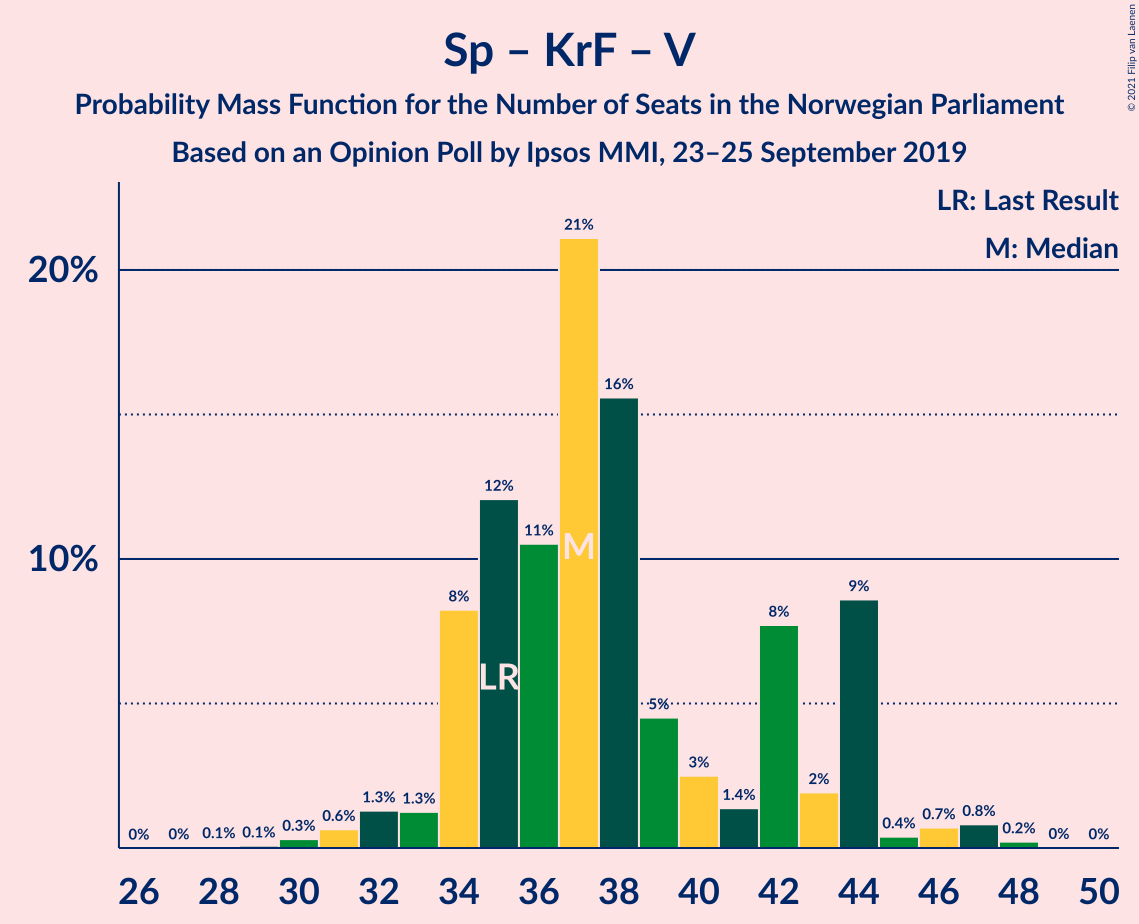 Sp – KrF – V
Probability Mass Function for the Number of Seats in the Norwegian Parliament
Based on an Opinion Poll by Ipsos MMI, 23–25 September 2019
© 2021 Filip van Laenen
LR: Last Result
M: Median
20%
10%
0% 0% 0.1% 0.1% 0.3% 0.6% 1.3% 1.3% 8% 12% 11% 21% 16% 5% 3% 1.4% 8% 2% 9% 0.4% 0.7% 0.8% 0.2% 0% 0%
LR
M
26 28 30 32 34 36 38 40 42 44 46 48 50